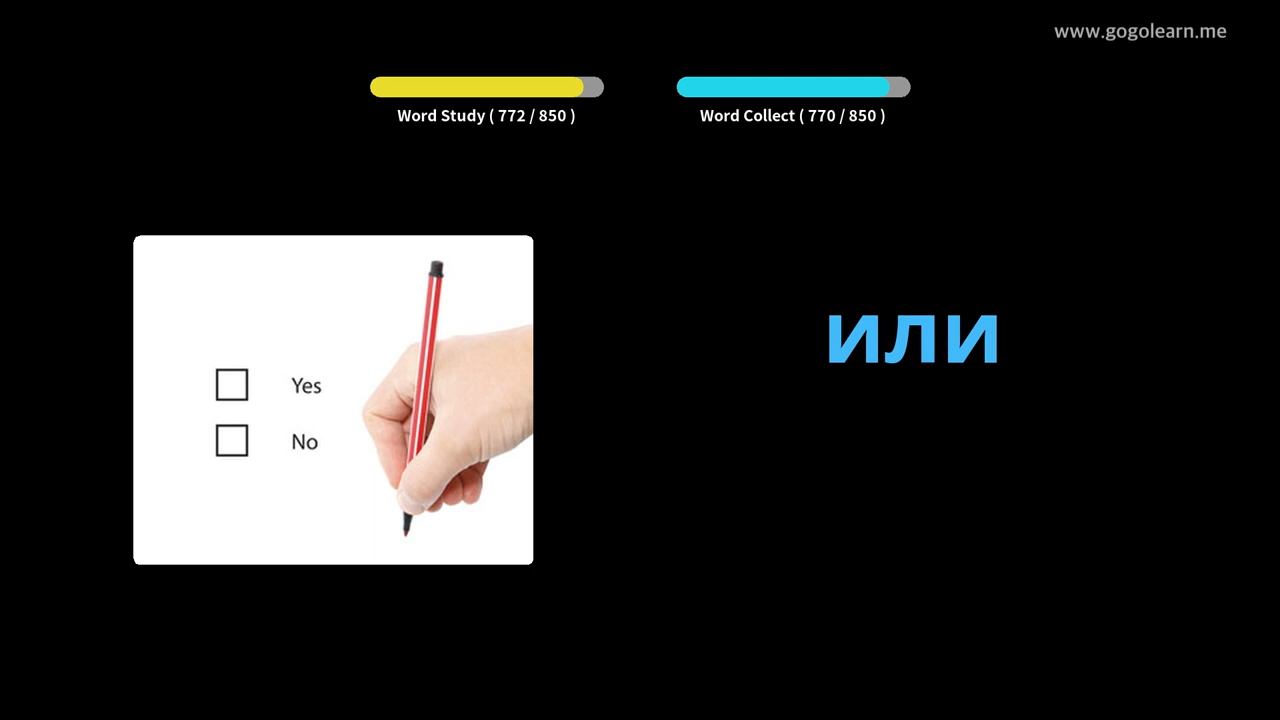 www.gogolearn.me
Word Study ( 772 / 850 )
Word Collect ( 770 / 850 )
или
Yes
No